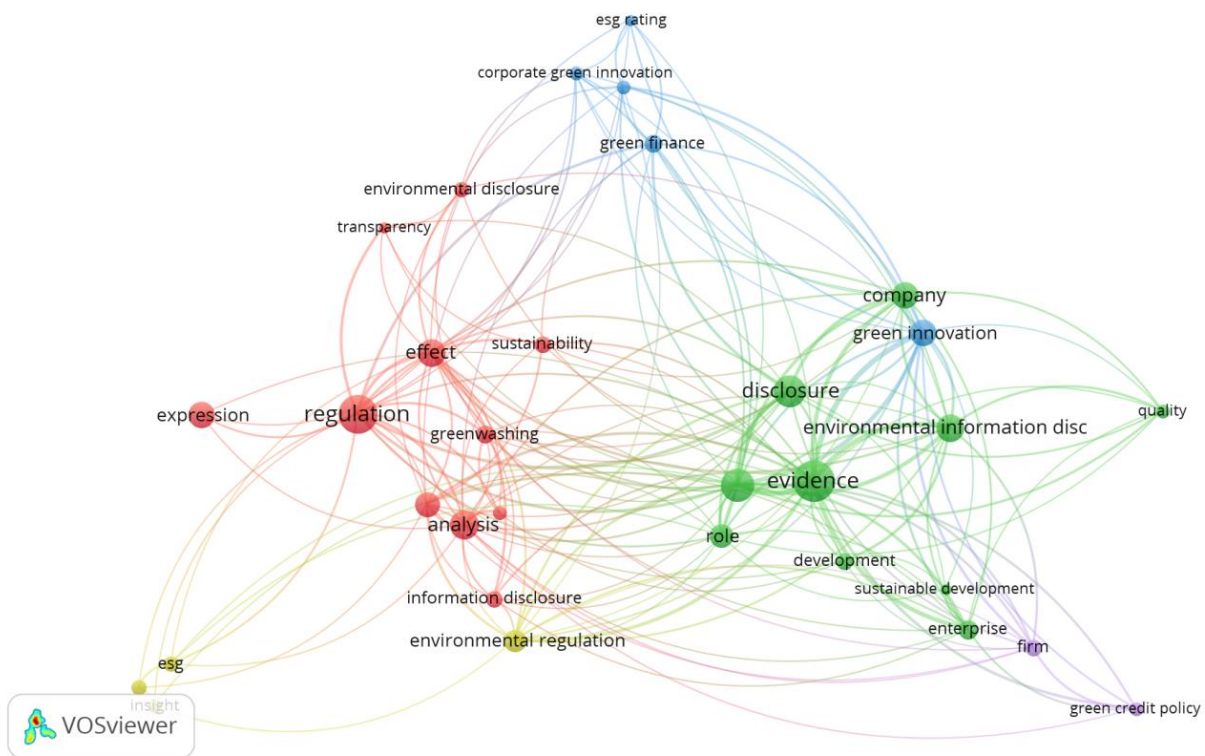 esg rating
corporate green innovation
green finance
environmental disclosure
transparency
company
green innovation
sustainability
effect
disclosure
quality
expression
regulation
environmental information disc
greenwashing
evidence
analysis
role
development
sustainable development
information disclosure
enterprise
environmental regulation
firm
esg
insight
green credit policy
VOSviewer